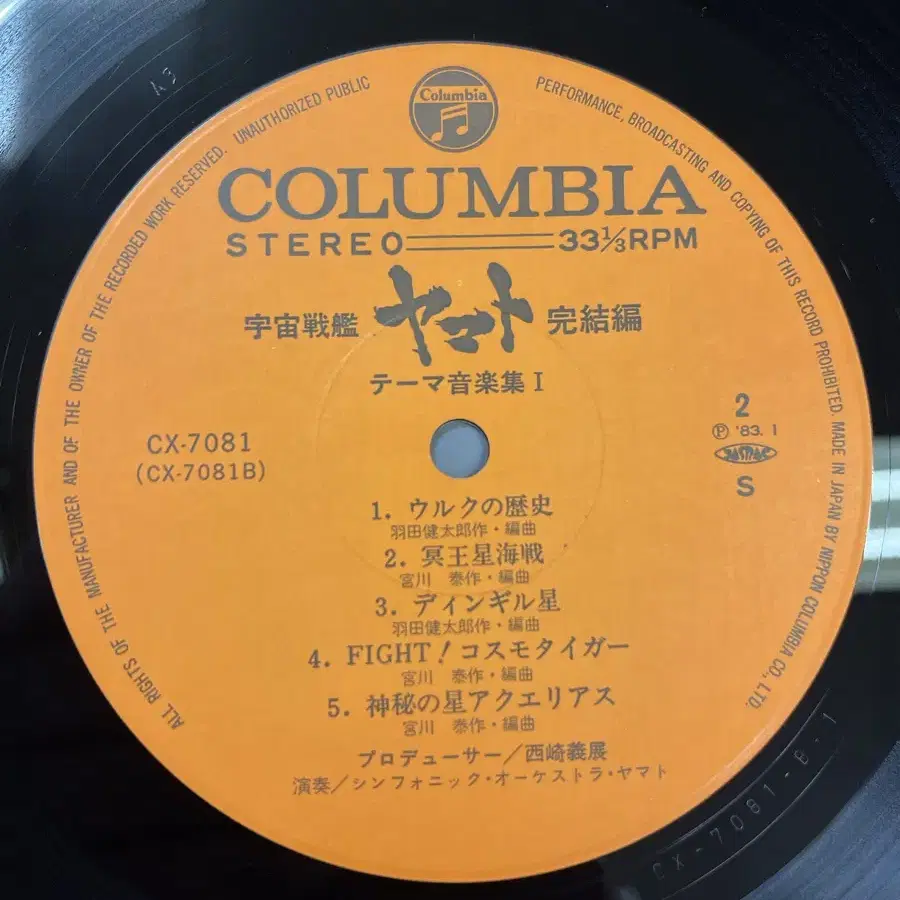 ALL RIGHTS OF THE MANUFACTURER AND OF THE OWNER OF THE RECORDED WORK RESERVED. UNAUTHORIZED PUBLIC PERFORMANCE, BROADCASTING AND COPYING OF THIS RECORD PROHIBITED. MADE IN JAPAN BY NIPPON COLUMBIA CO., LTD.
Columbia
COLUMBIA
STEREO 33 1/3 RPM
宇宙戦艦 ヤマト 完結編
テーマ音楽集 I
CX-7081
(CX-7081B)
2
Ⓟ '83. 1
JASRAC
S
1. ウルクの歴史
羽田健太郎作・編曲
2. 冥王星海戦
宮川 泰作・編曲
3. ディンギル星
羽田健太郎作・編曲
4. FIGHT! コスモタイガー
宮川 泰作・編曲
5. 神秘の星アクエリアス
宮川 泰作・編曲
プロデューサー/西崎義展
演奏/シンフォニック・オーケストラ・ヤマト
CX-7081-B-1